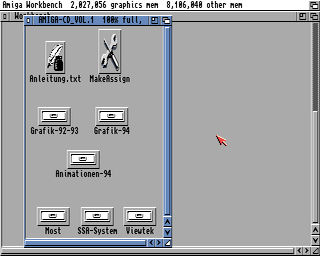 Amiga Workbench 2,027,056 graphics mem 8,106,040 other mem
Workbench
AMIGA-CD_VOL.1 100% full,
Anleitung.txt MakeAssign
Grafik-92-93 Grafik-94
Animationen-94
Most SSA-System Viewtek